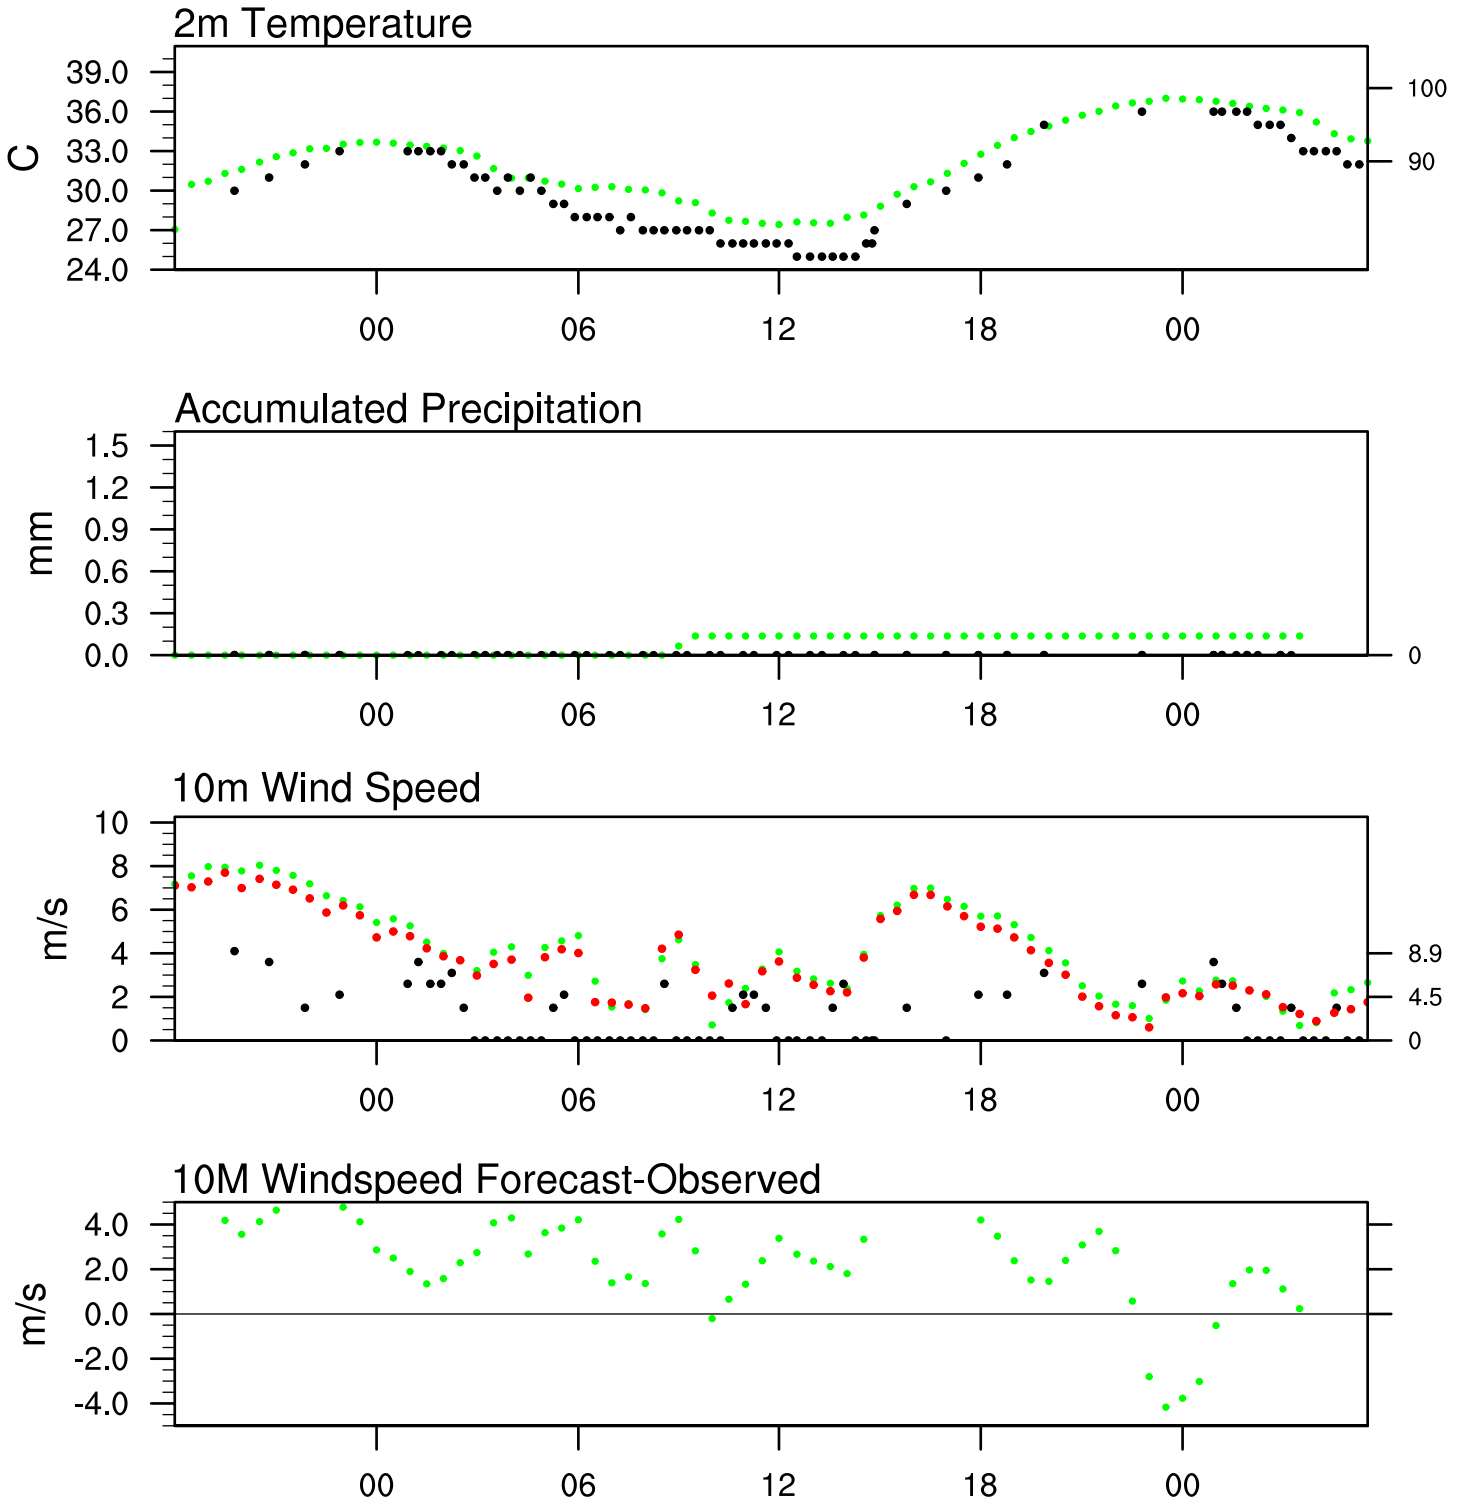 2m Temperature
39.0
36.0
33.0
30.0
27.0
24.0
C
100
90
00 06 12 18 00
Accumulated Precipitation
1.5
1.2
0.9
0.6
0.3
0.0
mm
0
00 06 12 18 00
10m Wind Speed
10
8
6
4
2
0
m/s
8.9
4.5
0
00 06 12 18 00
10M Windspeed Forecast-Observed
4.0
2.0
0.0
-2.0
-4.0
m/s
00 06 12 18 00